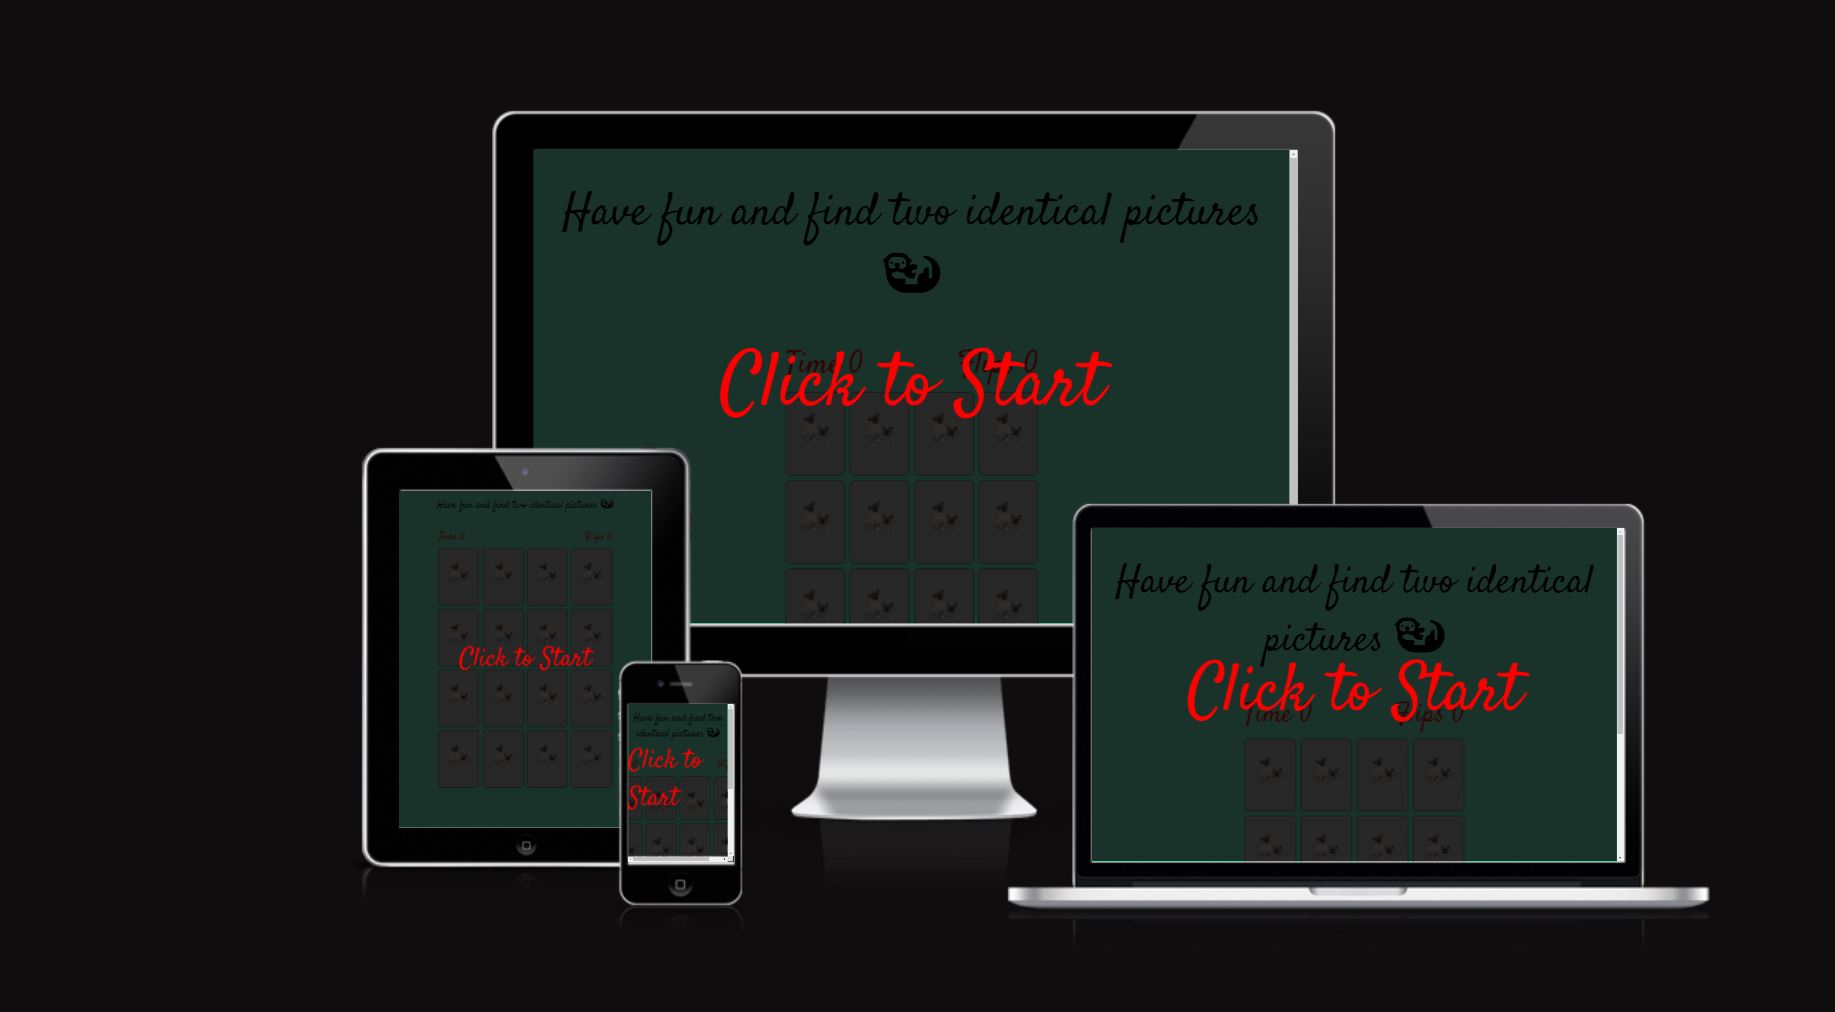 Have fun and find two identical pictures
Time 0
Flips 0
Click to Start
Have fun and find two identical pictures
Time 0
Flips 0
Click to Start
Have fun and find two
identical pictures
Click to
Start
Have fun and find two identical
pictures
Click to Start
Time 0
Flips 0